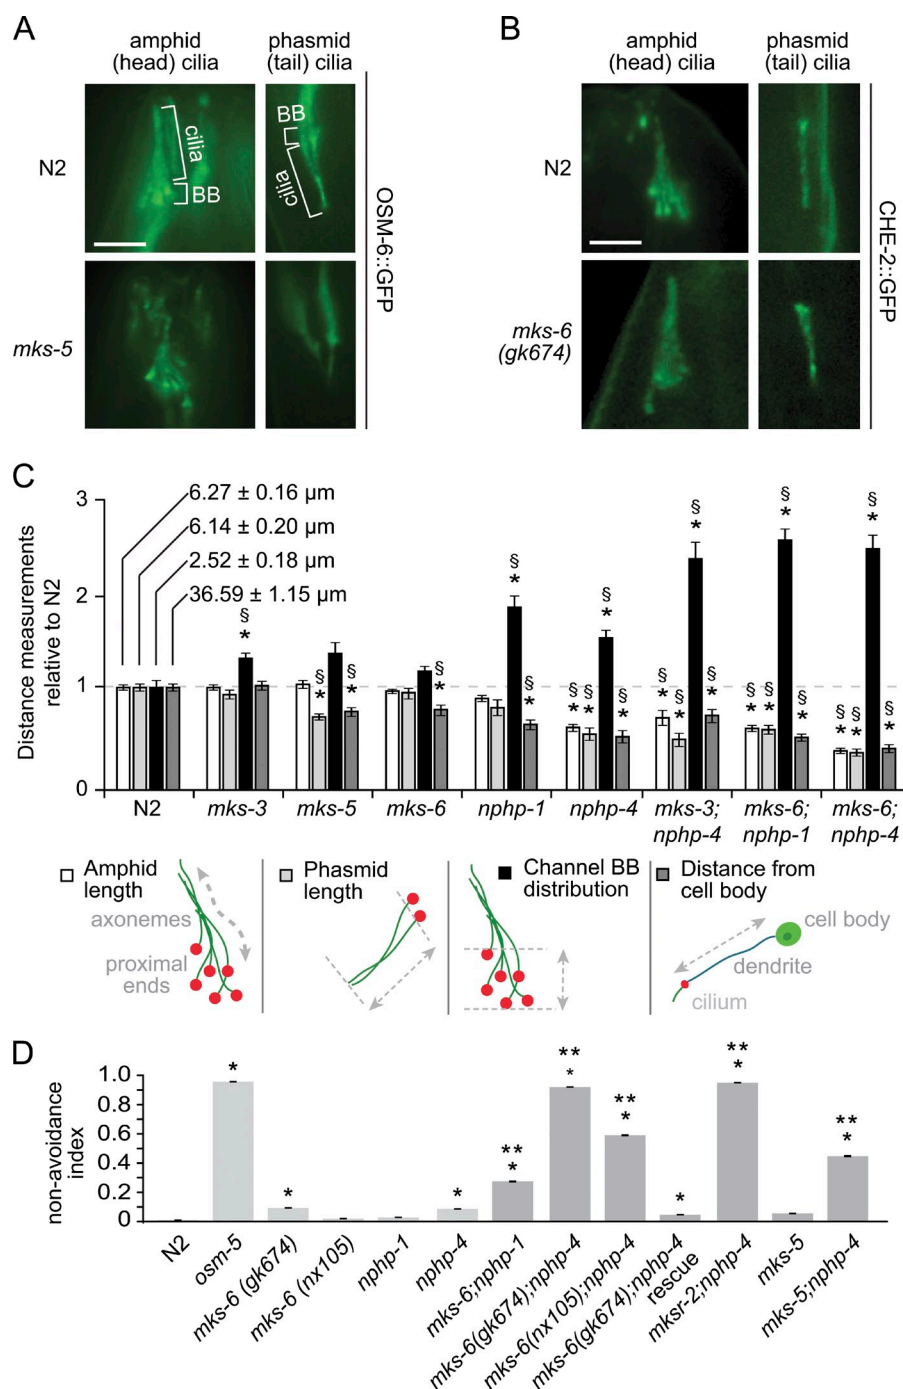 A
amphid
(head) cilia
phasmid
(tail) cilia
N2
cilia
BB
BB
cilia
mks-5
OSM-6::GFP
B
amphid
(head) cilia
phasmid
(tail) cilia
N2
mks-6
(gk674)
CHE-2::GFP
C
Distance measurements
relative to N2
3
2
1
0
6.27 ± 0.16 µm
6.14 ± 0.20 µm
2.52 ± 0.18 µm
36.59 ± 1.15 µm
§ * § * § * § * § * § * § * § * § * § * § * § * § * § * § * § * § * § * § * § * § * § *
N2
mks-3
mks-5
mks-6
nphp-1
nphp-4
mks-3;
nphp-4
mks-6;
nphp-1
mks-6;
nphp-4
Amphid
length
axonemes
proximal
ends
Phasmid
length
Channel BB
distribution
Distance from
cell body
cell body
dendrite
cilium
D
non-avoidance
index
1.0
0.8
0.6
0.4
0.2
0
* * * ** * ** * ** * * ** * ** *
N2
osm-5
mks-6 (gk674)
mks-6 (nx105)
nphp-1
nphp-4
mks-6;nphp-1
mks-6(gk674);nphp-4
mks-6(nx105);nphp-4
mks-6(gk674);nphp-4
rescue
mksr-2;nphp-4
mks-5
mks-5;nphp-4